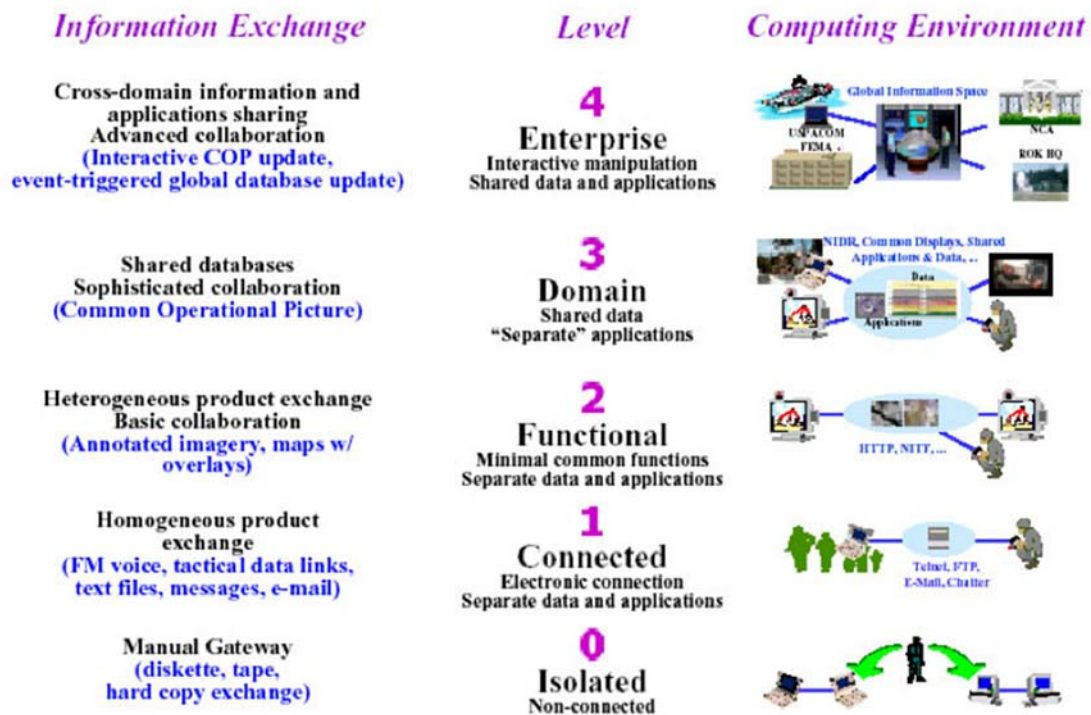 Information Exchange
Level
Computing Environment
Cross-domain information and
applications sharing
Advanced collaboration
(Interactive COP update,
event-triggered global database update)
4
Enterprise
Interactive manipulation
Shared data and applications
Global Information Space
USPACOM
FEMA
NCA
ROK HQ
Shared databases
Sophisticated collaboration
(Common Operational Picture)
3
Domain
Shared data
“Separate” applications
NIDR, Common Displays, Shared
Applications & Data, ...
Data
Applications
Heterogeneous product exchange
Basic collaboration
(Annotated imagery, maps w/
overlays)
2
Functional
Minimal common functions
Separate data and applications
HTTP, NITF, ...
Homogeneous product
exchange
(FM voice, tactical data links,
text files, messages, e-mail)
1
Connected
Electronic connection
Separate data and applications
Telnet, FTP,
E-Mail, Chatter
Manual Gateway
(diskette, tape,
hard copy exchange)
0
Isolated
Non-connected